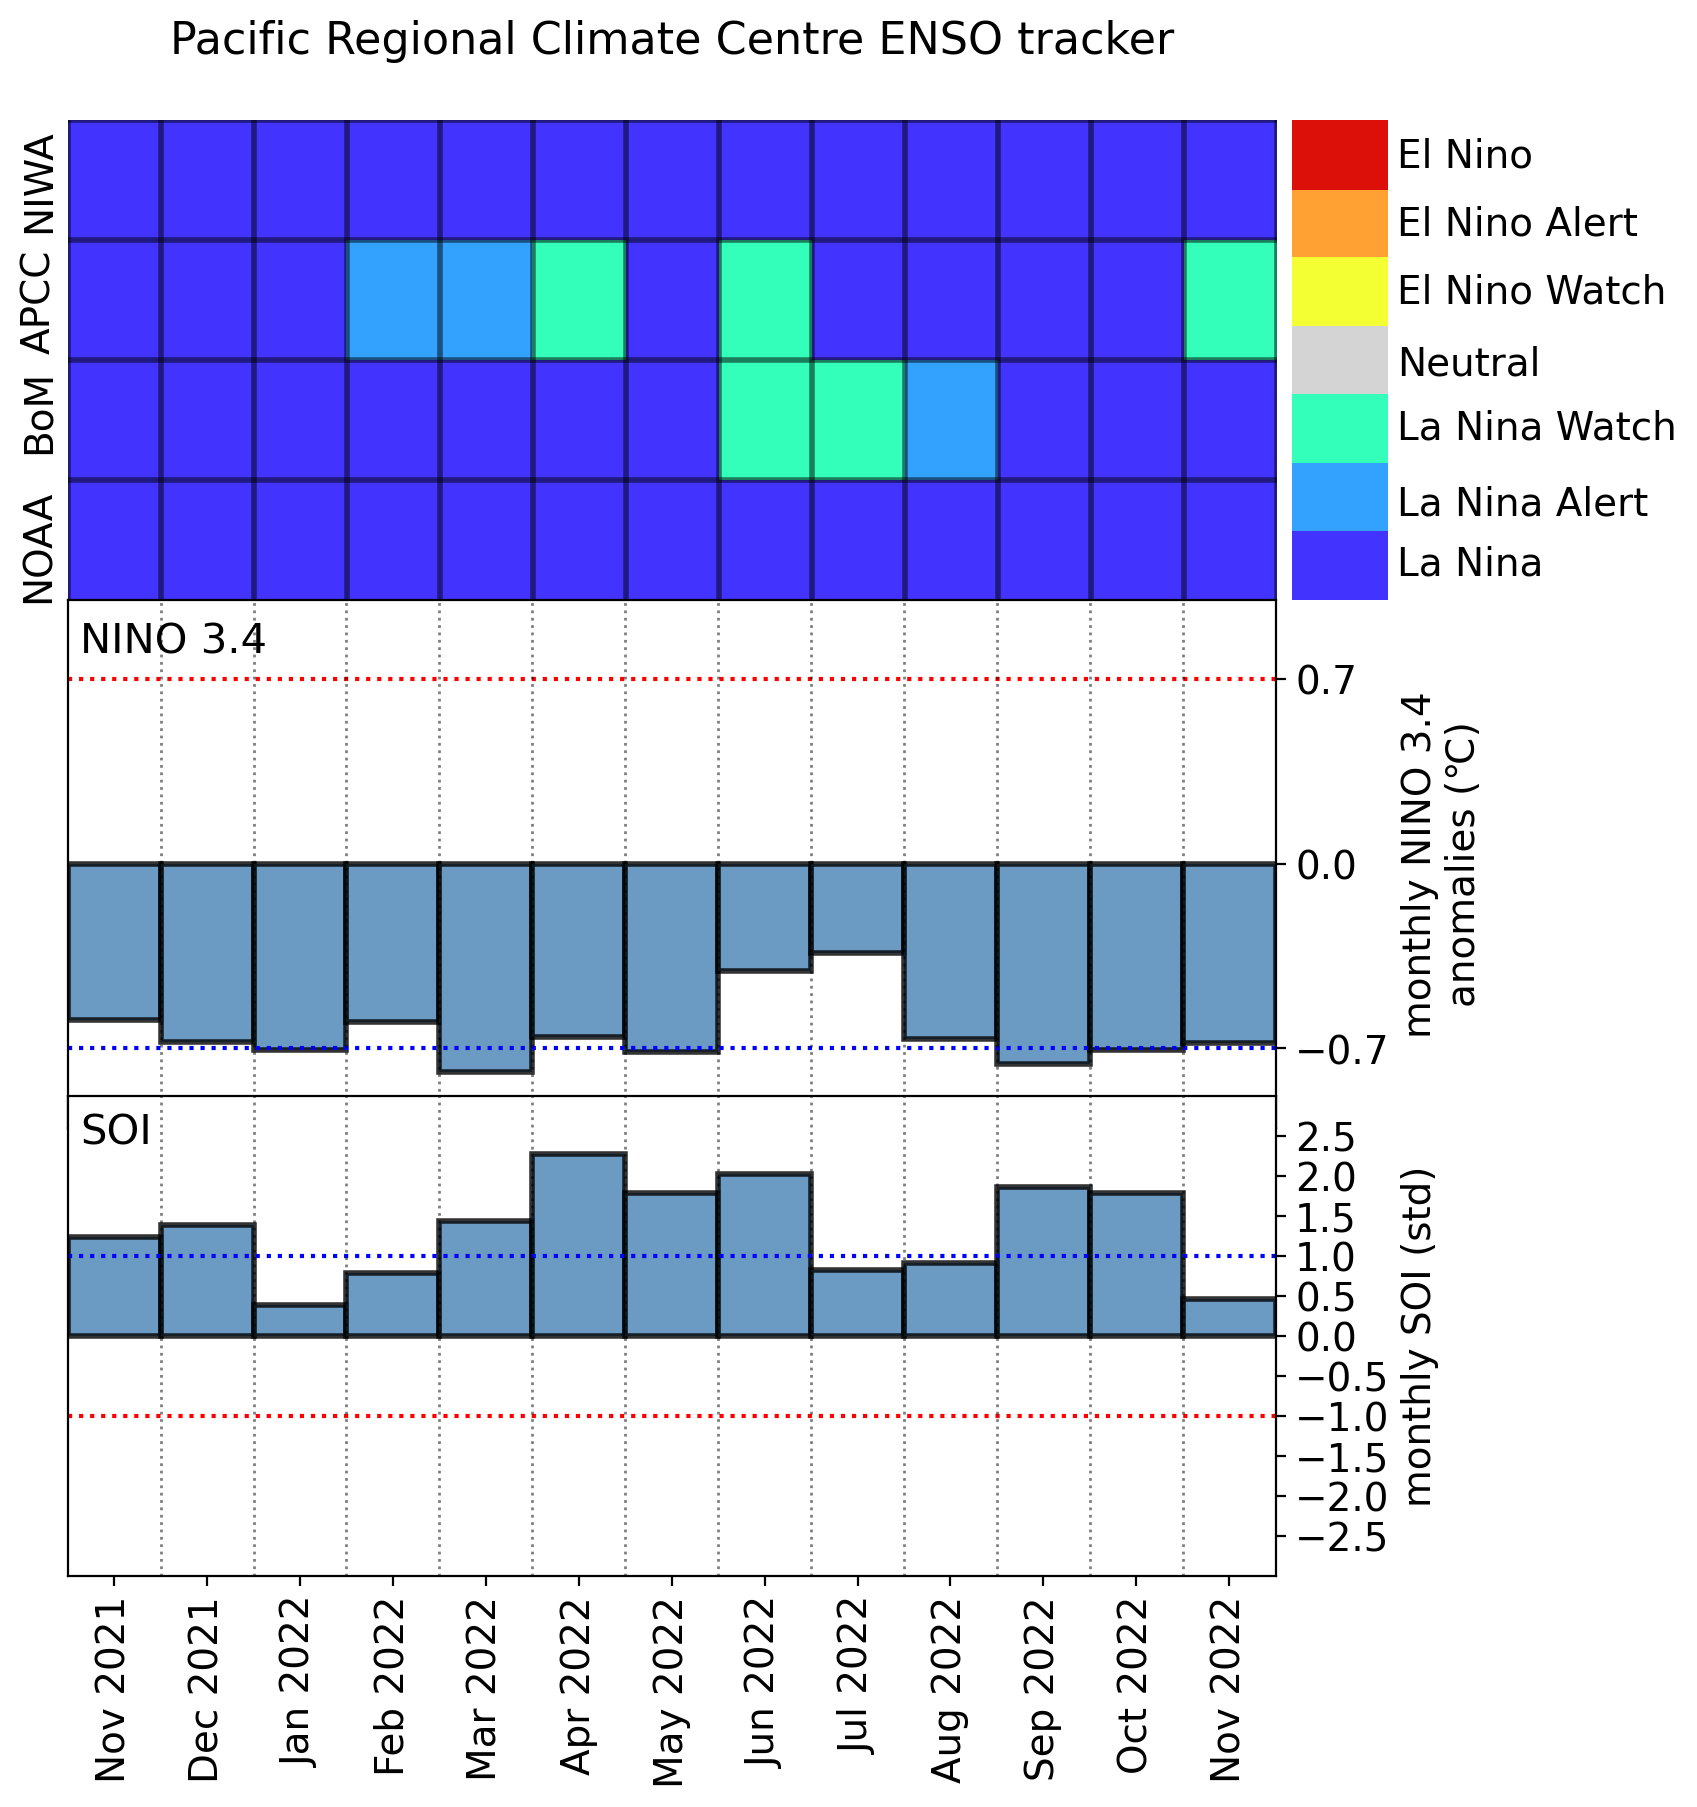 Pacific Regional Climate Centre ENSO tracker
NIWA
APCC
BoM
NOAA
El Nino
El Nino Alert
El Nino Watch
Neutral
La Nina Watch
La Nina Alert
La Nina
NINO 3.4
0.7
0.0
−0.7
monthly NINO 3.4
anomalies (°C)
SOI
2.5
2.0
1.5
1.0
0.5
0.0
−0.5
−1.0
−1.5
−2.0
−2.5
monthly SOI (std)
Nov 2021
Dec 2021
Jan 2022
Feb 2022
Mar 2022
Apr 2022
May 2022
Jun 2022
Jul 2022
Aug 2022
Sep 2022
Oct 2022
Nov 2022